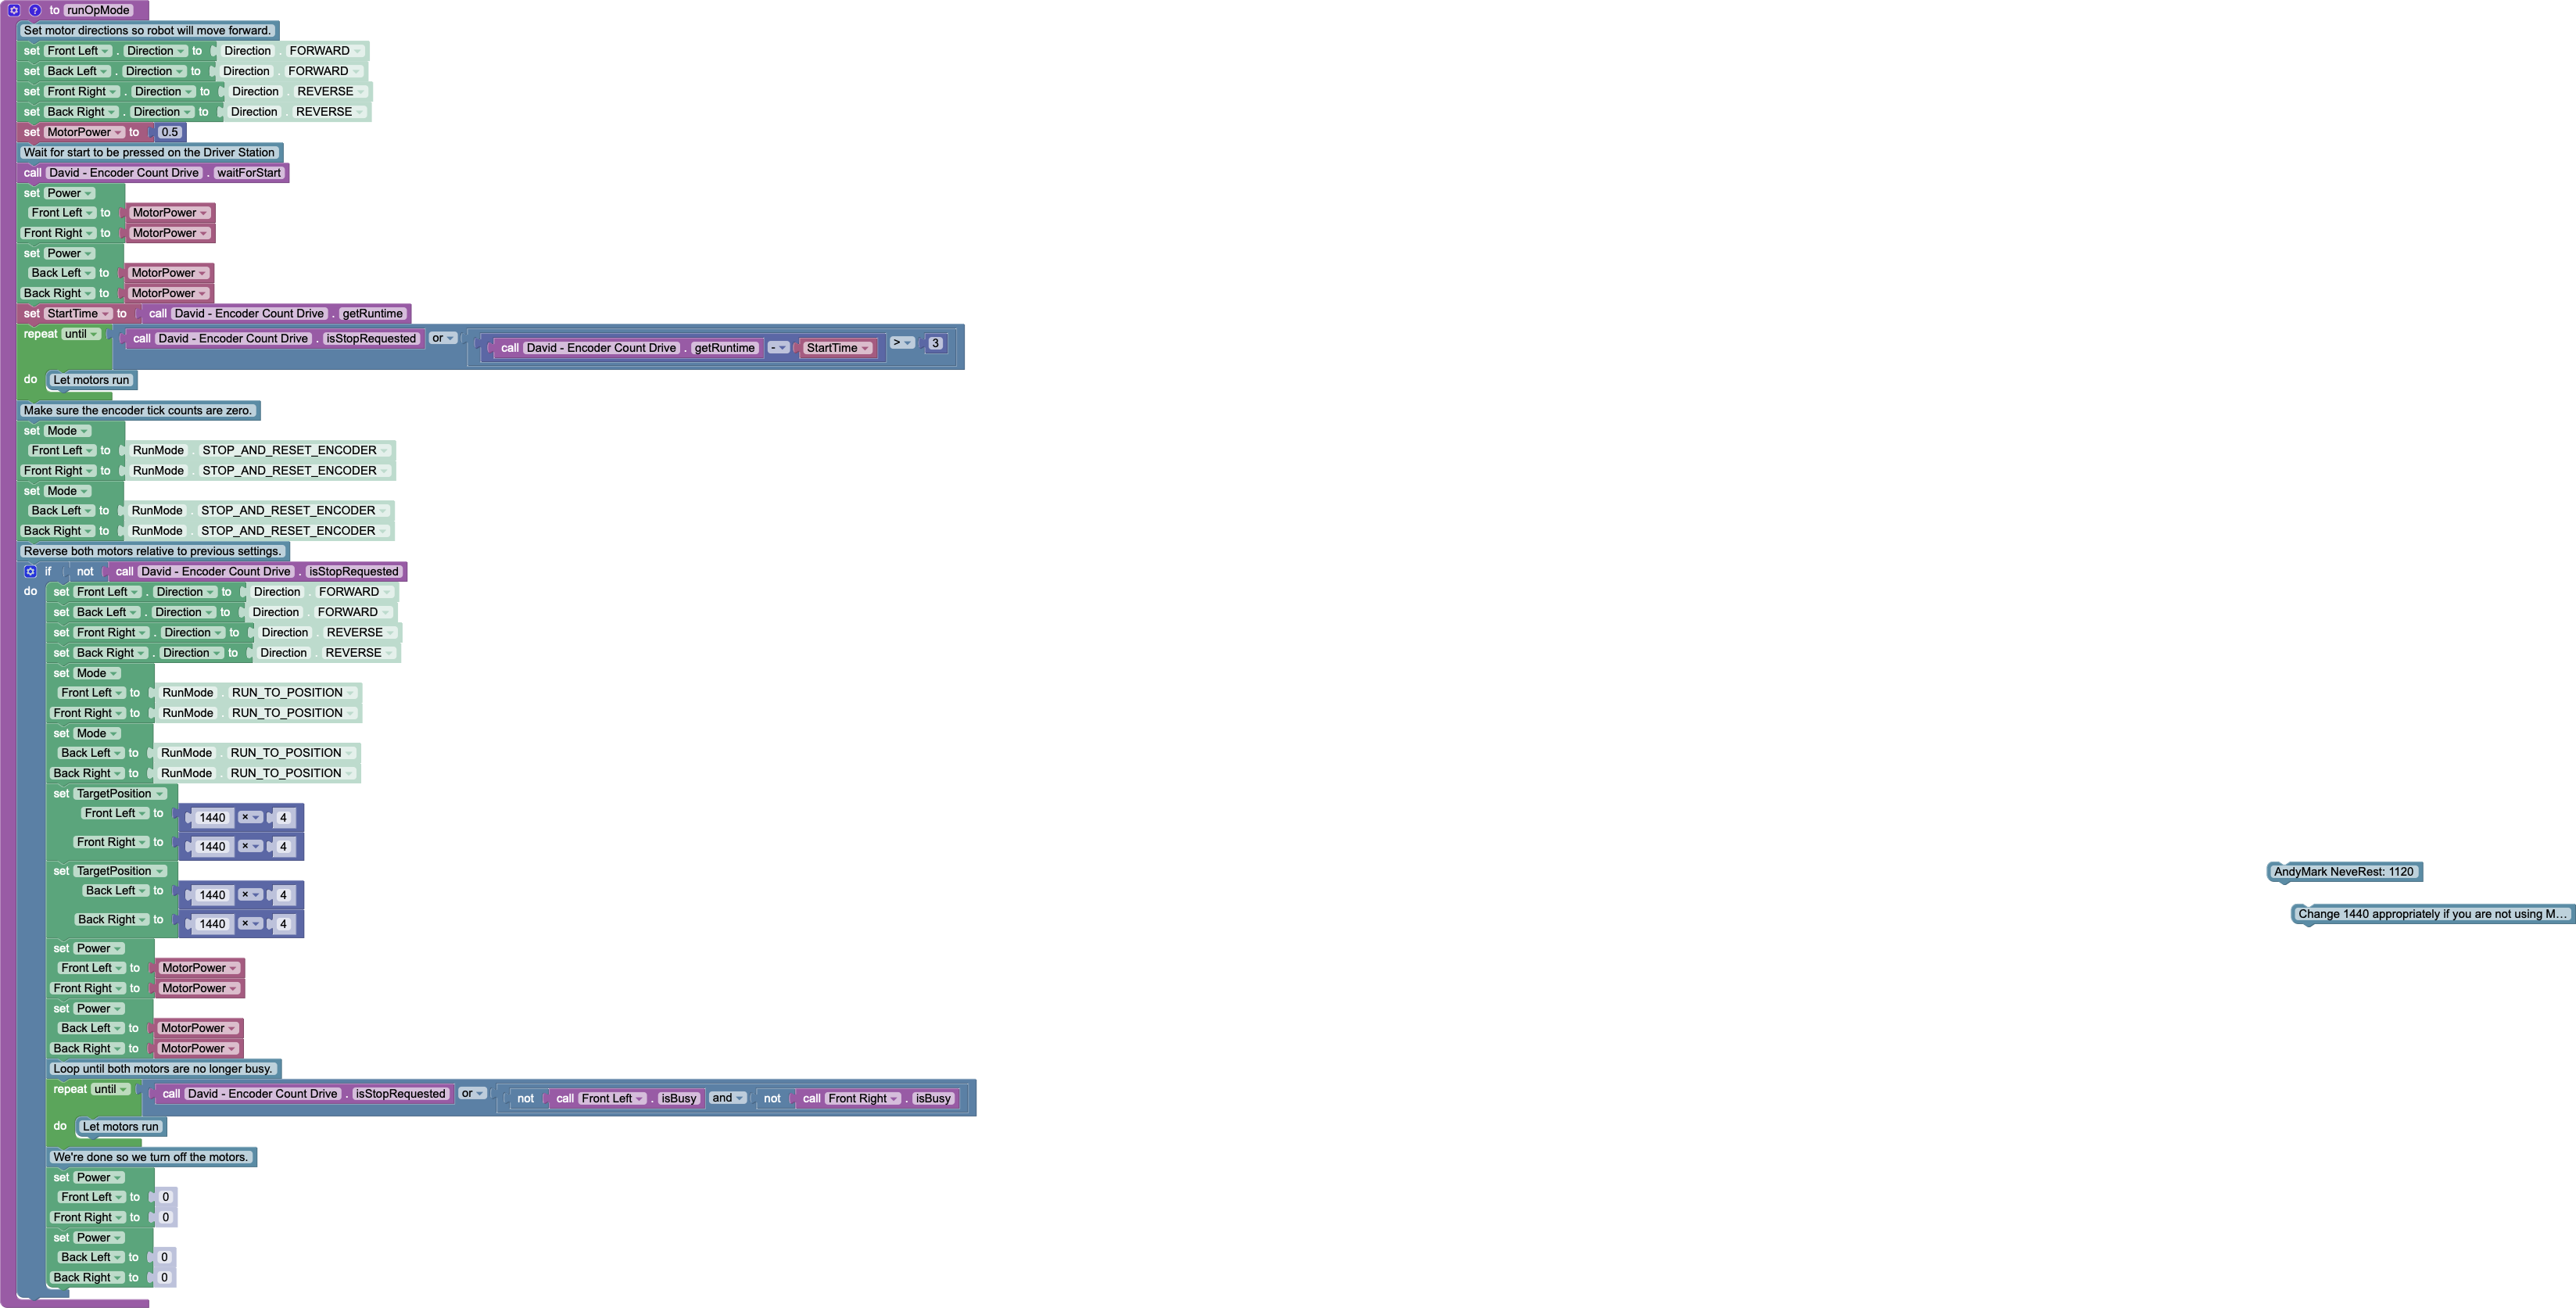 to runOpMode
Set motor directions so robot will move forward.
set Front Left . Direction to Direction . FORWARD
set Back Left . Direction to Direction . FORWARD
set Front Right . Direction to Direction . REVERSE
set Back Right . Direction to Direction . REVERSE
set MotorPower to 0.5
Wait for start to be pressed on the Driver Station
call David - Encoder Count Drive . waitForStart
set Power
Front Left to MotorPower
Front Right to MotorPower
set Power
Back Left to MotorPower
Back Right to MotorPower
set StartTime to call David - Encoder Count Drive . getRuntime
repeat until call David - Encoder Count Drive . isStopRequested or call David - Encoder Count Drive . getRuntime - StartTime > 3
do Let motors run
Make sure the encoder tick counts are zero.
set Mode
Front Left to RunMode . STOP_AND_RESET_ENCODER
Front Right to RunMode . STOP_AND_RESET_ENCODER
set Mode
Back Left to RunMode . STOP_AND_RESET_ENCODER
Back Right to RunMode . STOP_AND_RESET_ENCODER
Reverse both motors relative to previous settings.
if not call David - Encoder Count Drive . isStopRequested
do set Front Left . Direction to Direction . FORWARD
set Back Left . Direction to Direction . FORWARD
set Front Right . Direction to Direction . REVERSE
set Back Right . Direction to Direction . REVERSE
set Mode
Front Left to RunMode . RUN_TO_POSITION
Front Right to RunMode . RUN_TO_POSITION
set Mode
Back Left to RunMode . RUN_TO_POSITION
Back Right to RunMode . RUN_TO_POSITION
set TargetPosition
Front Left to 1440 × 4
Front Right to 1440 × 4
set TargetPosition
Back Left to 1440 × 4
Back Right to 1440 × 4
set Power
Front Left to MotorPower
Front Right to MotorPower
set Power
Back Left to MotorPower
Back Right to MotorPower
Loop until both motors are no longer busy.
repeat until call David - Encoder Count Drive . isStopRequested or not call Front Left . isBusy and not call Front Right . isBusy
do Let motors run
We're done so we turn off the motors.
set Power
Front Left to 0
Front Right to 0
set Power
Back Left to 0
Back Right to 0
AndyMark NeveRest: 1120
Change 1440 appropriately if you are not using M...